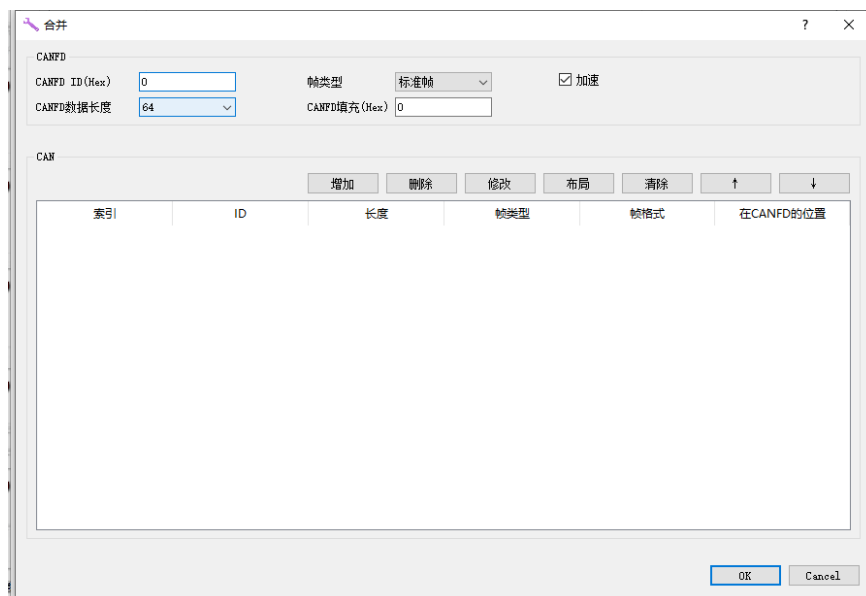 合并
?
CANFD
CANFD ID(Hex) 0 帧类型 标准帧 加速
CANFD数据长度 64 CANFD填充(Hex) 0
CAN
增加 删除 修改 布局 清除 ↑ ↓
索引 ID 长度 帧类型 帧格式 在CANFD的位置
OK Cancel